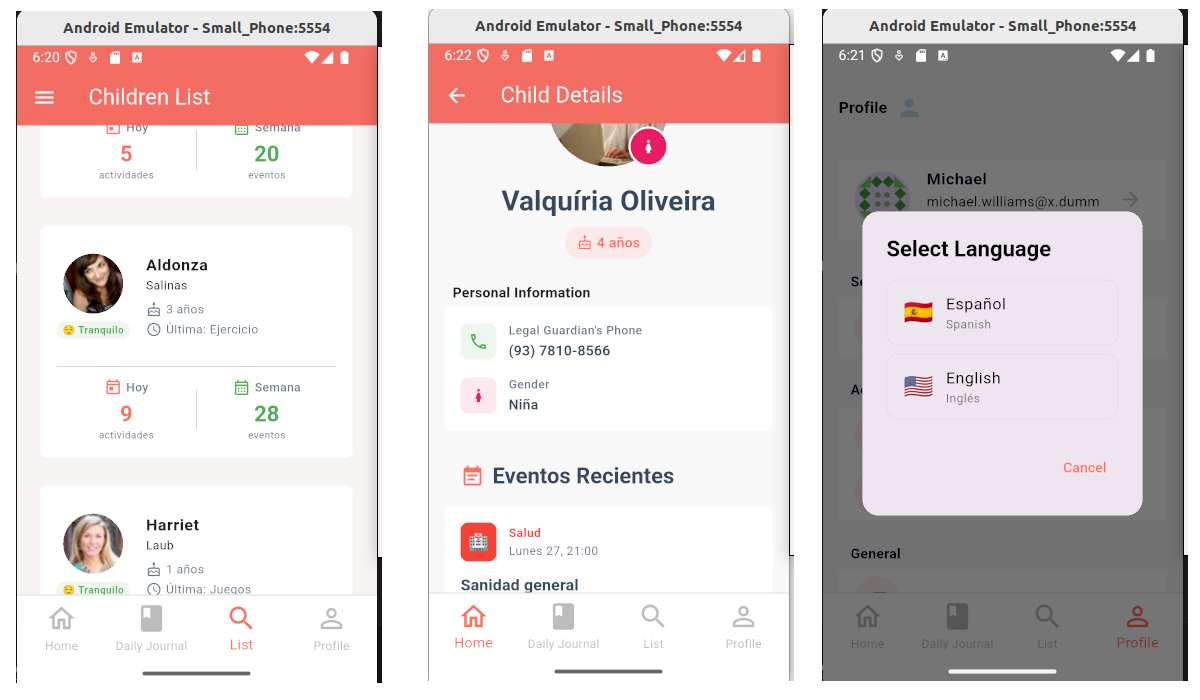 Android Emulator - Small_Phone:5554
6:20
Children List
Hoy
Semana
5
20
actividades
eventos
Aldonza
Salinas
3 años
Tranquilo
Última: Ejercicio
Hoy
Semana
9
28
actividades
eventos
Harriet
Laub
1 años
Tranquilo
Última: Juegos
Home
Daily Journal
List
Profile
Android Emulator - Small_Phone:5554
6:22
Child Details
Valquíria Oliveira
4 años
Personal Information
Legal Guardian's Phone
(93) 7810-8566
Gender
Niña
Eventos Recientes
Salud
Lunes 27, 21:00
Sanidad general
Home
Daily Journal
List
Profile
Android Emulator - Small_Phone:5554
6:21
Profile
Michael
michael.williams@x.dumm
Select Language
Español
Spanish
English
Inglés
Cancel
General
Home
Daily Journal
List
Profile